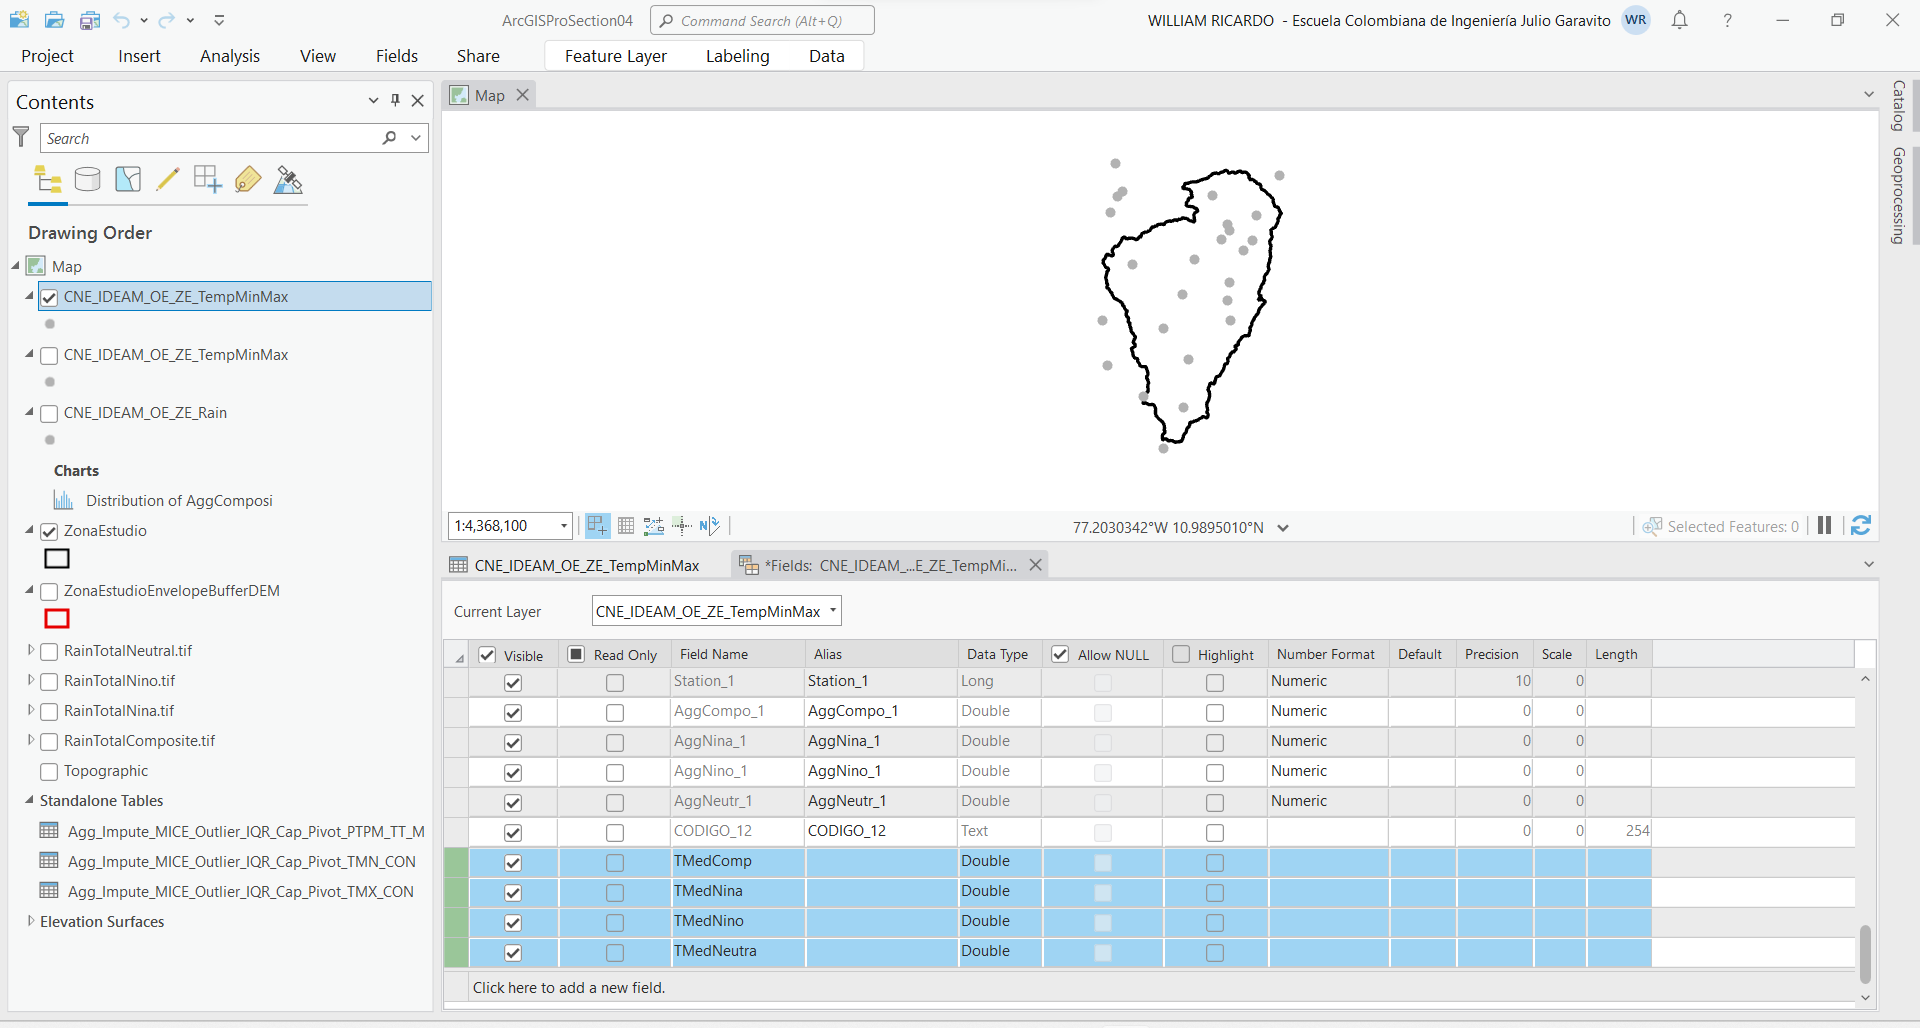 ArcGISProSection04
Command Search (Alt+Q)
WILLIAM RICARDO - Escuela Colombiana de Ingeniería Julio Garavito
WR
?
Project Insert Analysis View Fields Share Feature Layer Labeling Data
Contents
Search
Drawing Order
Map
CNE_IDEAM_OE_ZE_TempMinMax
CNE_IDEAM_OE_ZE_TempMinMax
CNE_IDEAM_OE_ZE_Rain
Charts
Distribution of AggComposi
ZonaEstudio
ZonaEstudioEnvelopeBufferDEM
RainTotalNeutral.tif
RainTotalNino.tif
RainTotalNina.tif
RainTotalComposite.tif
Topographic
Standalone Tables
Agg_Impute_MICE_Outlier_IQR_Cap_Pivot_PTPM_TT_M
Agg_Impute_MICE_Outlier_IQR_Cap_Pivot_TMN_CON
Agg_Impute_MICE_Outlier_IQR_Cap_Pivot_TMX_CON
Elevation Surfaces
Map
1:4,368,100
77.2030342°W 10.9895010°N
Selected Features: 0
CNE_IDEAM_OE_ZE_TempMinMax
*Fields: CNE_IDEAM_...E_ZE_TempMi...
Current Layer CNE_IDEAM_OE_ZE_TempMinMax
Visible Read Only Field Name Alias Data Type Allow NULL Highlight Number Format Default Precision Scale Length
Station_1 Station_1 Long Numeric 10 0
AggCompo_1 AggCompo_1 Double Numeric 0 0
AggNina_1 AggNina_1 Double Numeric 0 0
AggNino_1 AggNino_1 Double Numeric 0 0
AggNeutr_1 AggNeutr_1 Double Numeric 0 0
CODIGO_12 CODIGO_12 Text 0 0 254
TMedComp Double
TMedNina Double
TMedNino Double
TMedNeutra Double
Click here to add a new field.
Catalog
Geoprocessing